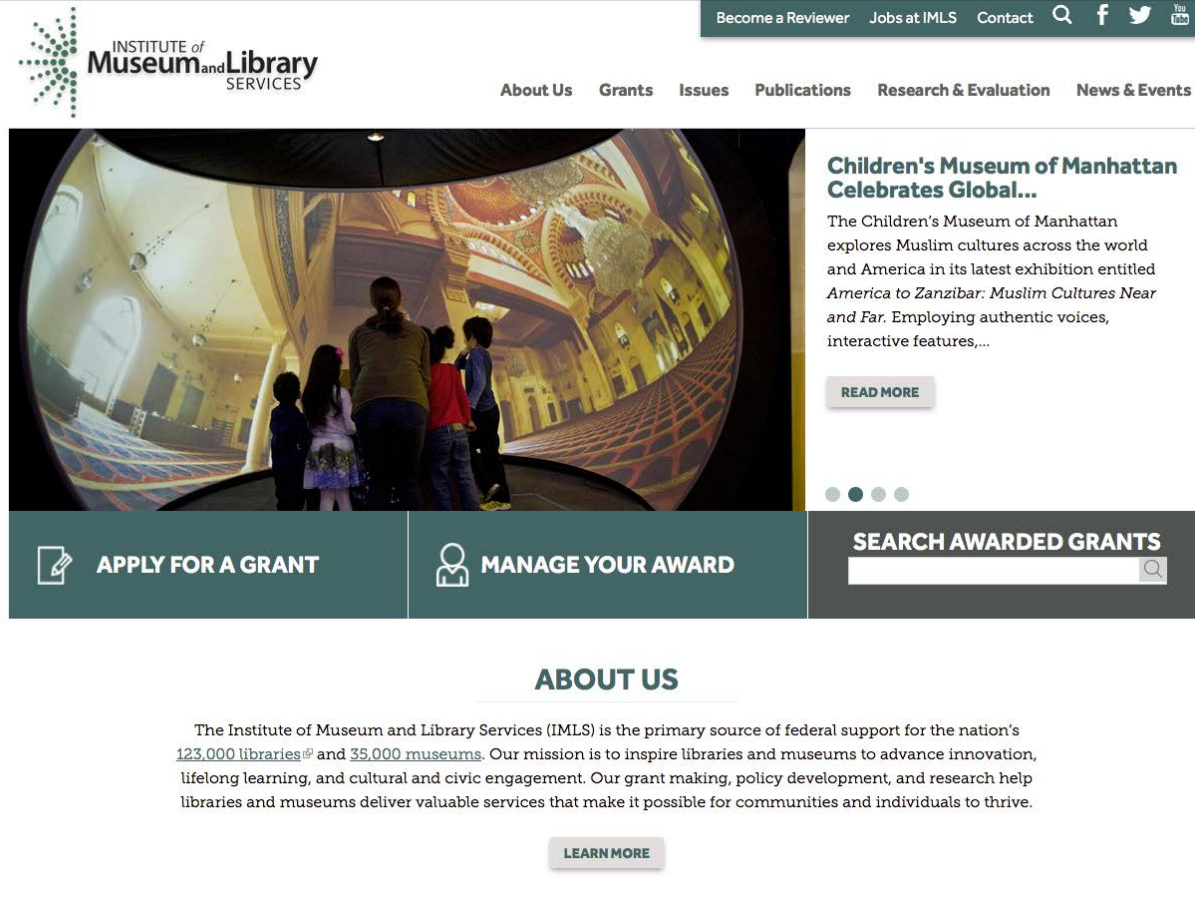 Become a Reviewer Jobs at IMLS Contact
You
Tube
INSTITUTE of
Museum and Library
SERVICES
About Us Grants Issues Publications Research & Evaluation News & Events
Children's Museum of Manhattan
Celebrates Global...
The Children’s Museum of Manhattan
explores Muslim cultures across the world
and America in its latest exhibition entitled
America to Zanzibar: Muslim Cultures Near
and Far. Employing authentic voices,
interactive features,...
READ MORE
APPLY FOR A GRANT
MANAGE YOUR AWARD
SEARCH AWARDED GRANTS
ABOUT US
The Institute of Museum and Library Services (IMLS) is the primary source of federal support for the nation’s
123,000 libraries and 35,000 museums. Our mission is to inspire libraries and museums to advance innovation,
lifelong learning, and cultural and civic engagement. Our grant making, policy development, and research help
libraries and museums deliver valuable services that make it possible for communities and individuals to thrive.
LEARN MORE